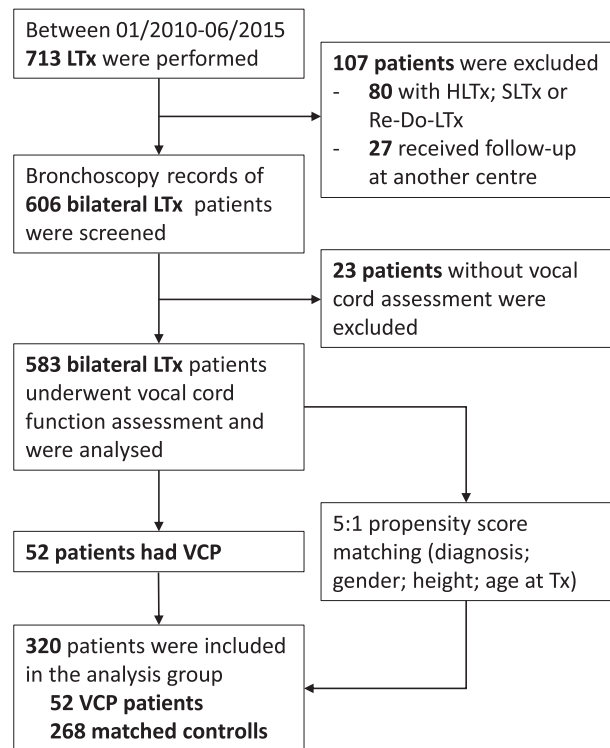 Between 01/2010-06/2015
713 LTx were performed
107 patients were excluded
- 80 with HLTx; SLTx or
Re-Do-LTx
- 27 received follow-up
at another centre
Bronchoscopy records of
606 bilateral LTx patients
were screened
23 patients without vocal
cord assessment were
excluded
583 bilateral LTx patients
underwent vocal cord
function assessment and
were analysed
52 patients had VCP
5:1 propensity score
matching (diagnosis;
gender; height; age at Tx)
320 patients were included
in the analysis group
52 VCP patients
268 matched controlls